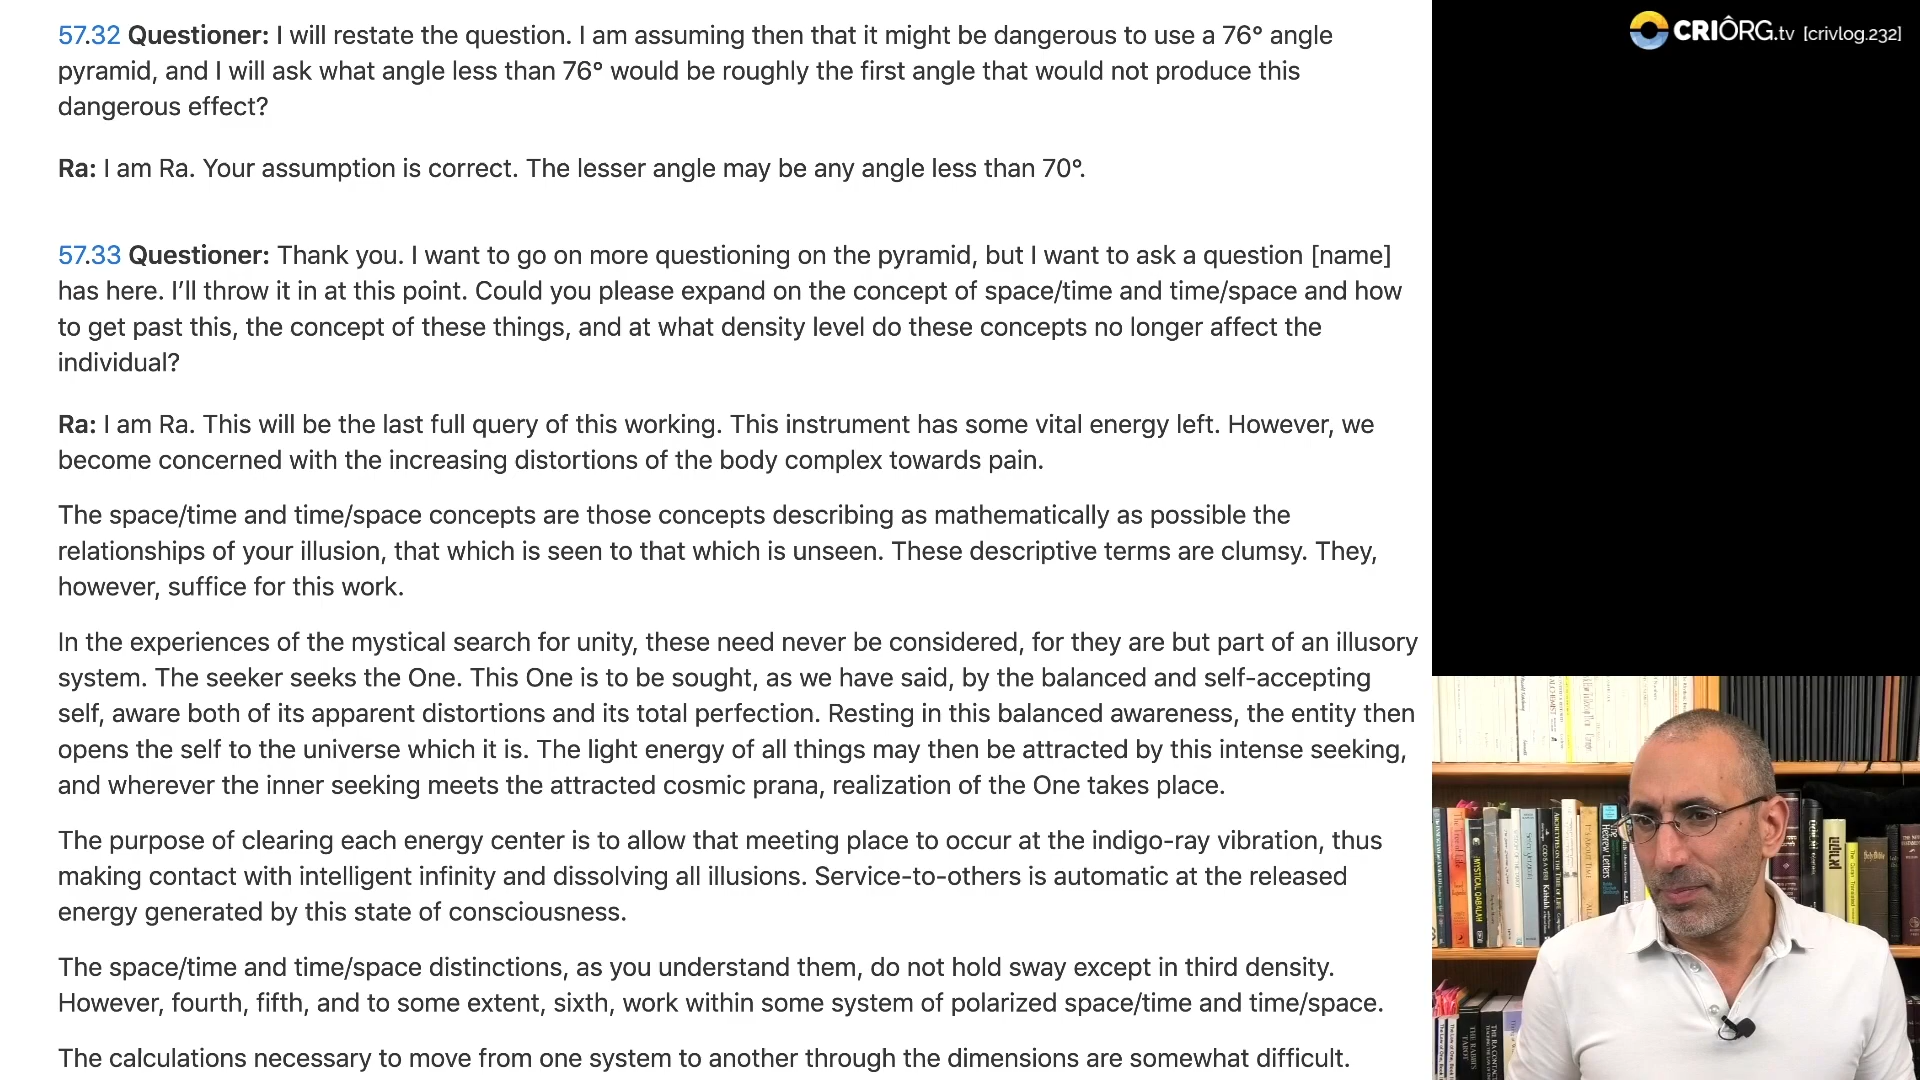 57.32 Questioner: I will restate the question. I am assuming then that it might be dangerous to use a 76° angle
pyramid, and I will ask what angle less than 76° would be roughly the first angle that would not produce this
dangerous effect?
Ra: I am Ra. Your assumption is correct. The lesser angle may be any angle less than 70°.
57.33 Questioner: Thank you. I want to go on more questioning on the pyramid, but I want to ask a question [name]
has here. I’ll throw it in at this point. Could you please expand on the concept of space/time and time/space and how
to get past this, the concept of these things, and at what density level do these concepts no longer affect the
individual?
Ra: I am Ra. This will be the last full query of this working. This instrument has some vital energy left. However, we
become concerned with the increasing distortions of the body complex towards pain.
The space/time and time/space concepts are those concepts describing as mathematically as possible the
relationships of your illusion, that which is seen to that which is unseen. These descriptive terms are clumsy. They,
however, suffice for this work.
In the experiences of the mystical search for unity, these need never be considered, for they are but part of an illusory
system. The seeker seeks the One. This One is to be sought, as we have said, by the balanced and self-accepting
self, aware both of its apparent distortions and its total perfection. Resting in this balanced awareness, the entity then
opens the self to the universe which it is. The light energy of all things may then be attracted by this intense seeking,
and wherever the inner seeking meets the attracted cosmic prana, realization of the One takes place.
The purpose of clearing each energy center is to allow that meeting place to occur at the indigo-ray vibration, thus
making contact with intelligent infinity and dissolving all illusions. Service-to-others is automatic at the released
energy generated by this state of consciousness.
The space/time and time/space distinctions, as you understand them, do not hold sway except in third density.
However, fourth, fifth, and to some extent, sixth, work within some system of polarized space/time and time/space.
The calculations necessary to move from one system to another through the dimensions are somewhat difficult.
CRIÔRG.tv [crivlog.232]
MYSTICAL QABALAH
Hebrew Letters
THE RA CONTACT